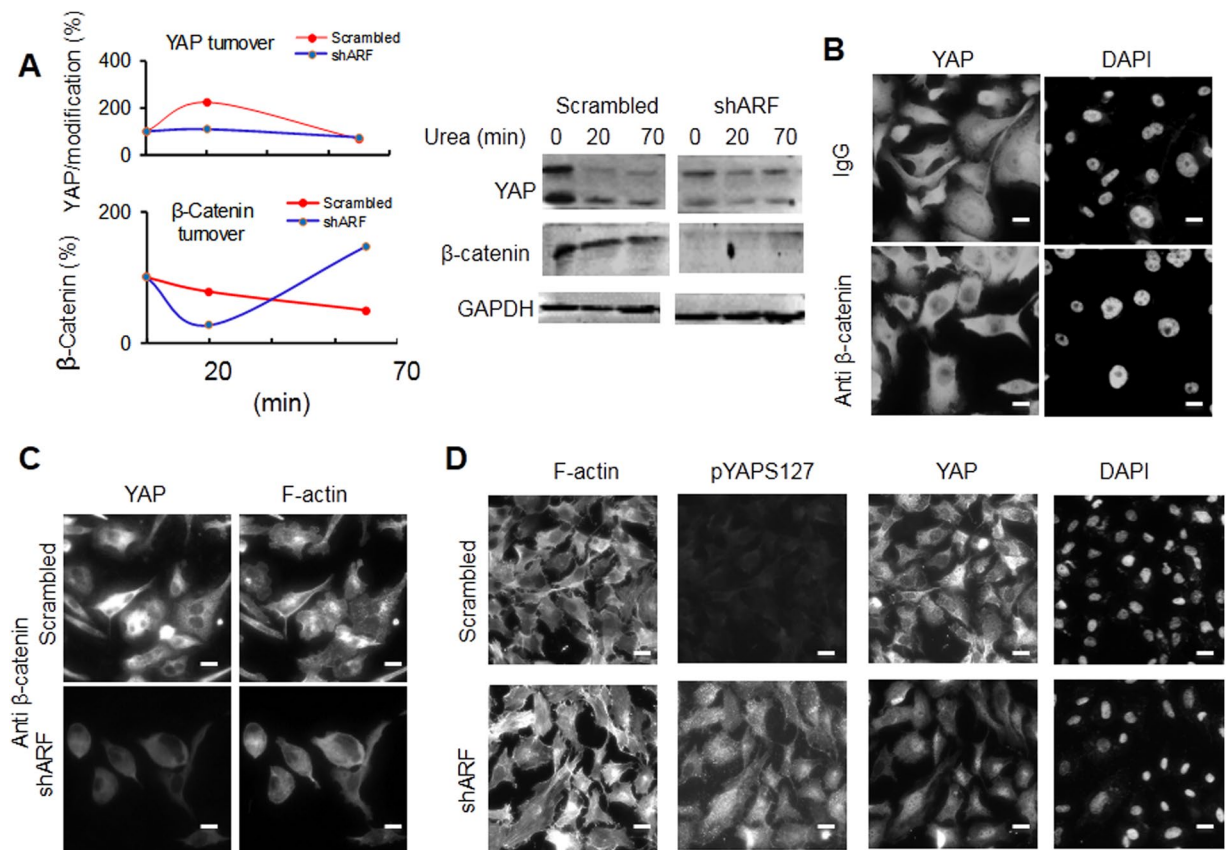 A
YAP turnover
Scrambled
shARF
YAP/modification (%)
400
200
0
β-Catenin turnover
Scrambled
shARF
β-Catenin (%)
200
0
20
70
(min)
Scrambled
shARF
Urea (min)
0
20
70
0
20
70
YAP
β-catenin
GAPDH
B
YAP
DAPI
IgG
Anti β-catenin
C
YAP
F-actin
Anti β-catenin
Scrambled
shARF
D
F-actin
pYAPS127
YAP
DAPI
Scrambled
shARF